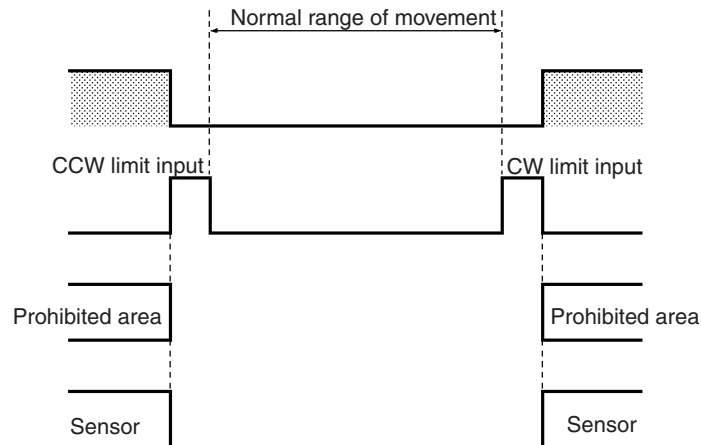 Normal range of movement
CCW limit input
CW limit input
Prohibited area
Prohibited area
Sensor
Sensor